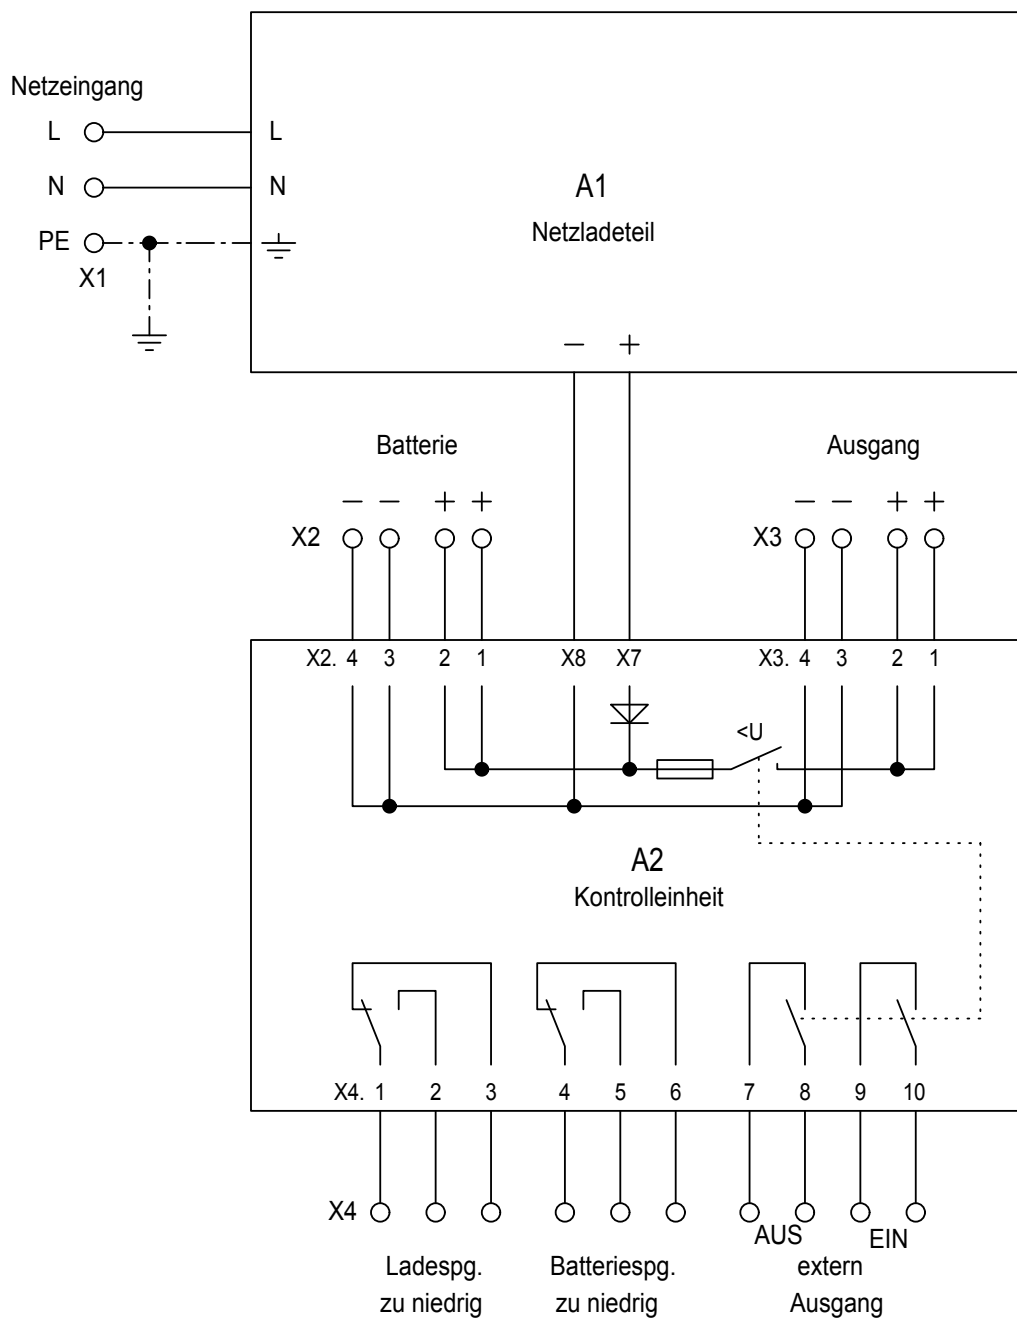 Netzeingang
L L
N N
A1
Netzladeteil
PE
X1
− +
Batterie Ausgang
− − + + − − + +
X2 X3
X2. 4 3 2 1 X8 X7 X3. 4 3 2 1
<U
A2
Kontrolleinheit
X4. 1 2 3 4 5 6 7 8 9 10
X4
AUS EIN
Ladespg. Batteriespg. extern
zu niedrig zu niedrig Ausgang